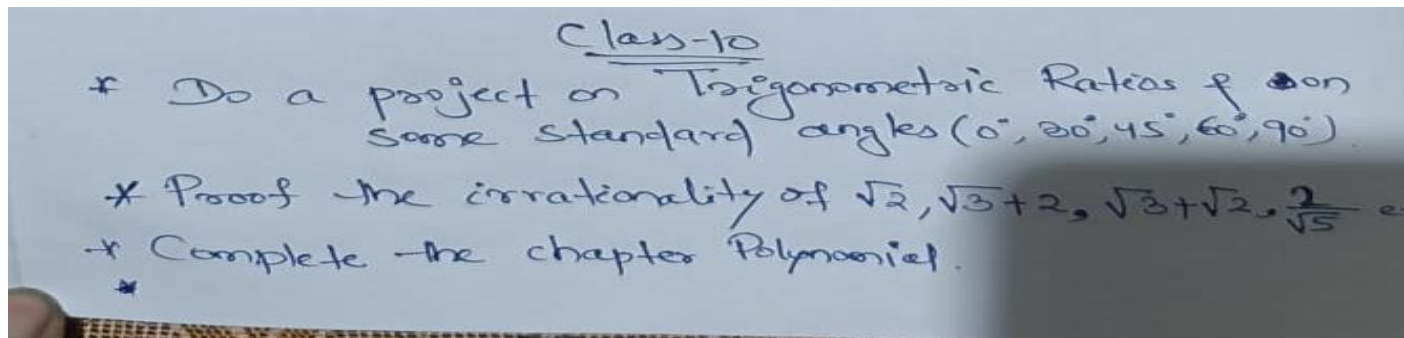 Class-10
* Do a project on Trigonometric Ratios & on
some standard angles (0°, 30°, 45°, 60°, 90°).
* Proof the irrationality of √2, √3+2, √3+√2, 2/√5
* Complete the chapter Polynomial.
*